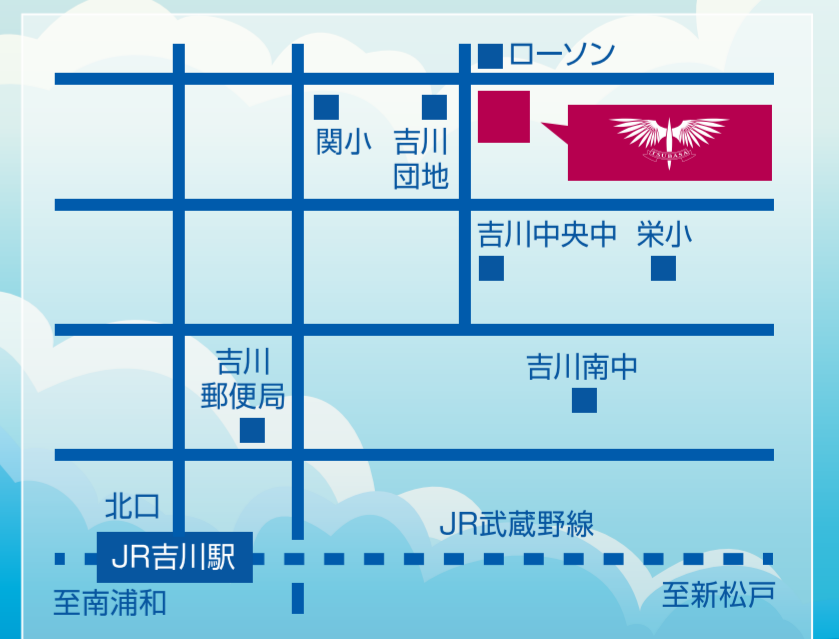 ローソン
関小
吉川
団地
TSUBASA
吉川中央中
栄小
吉川
郵便局
吉川南中
北口
JR武蔵野線
JR吉川駅
至南浦和
至新松戸